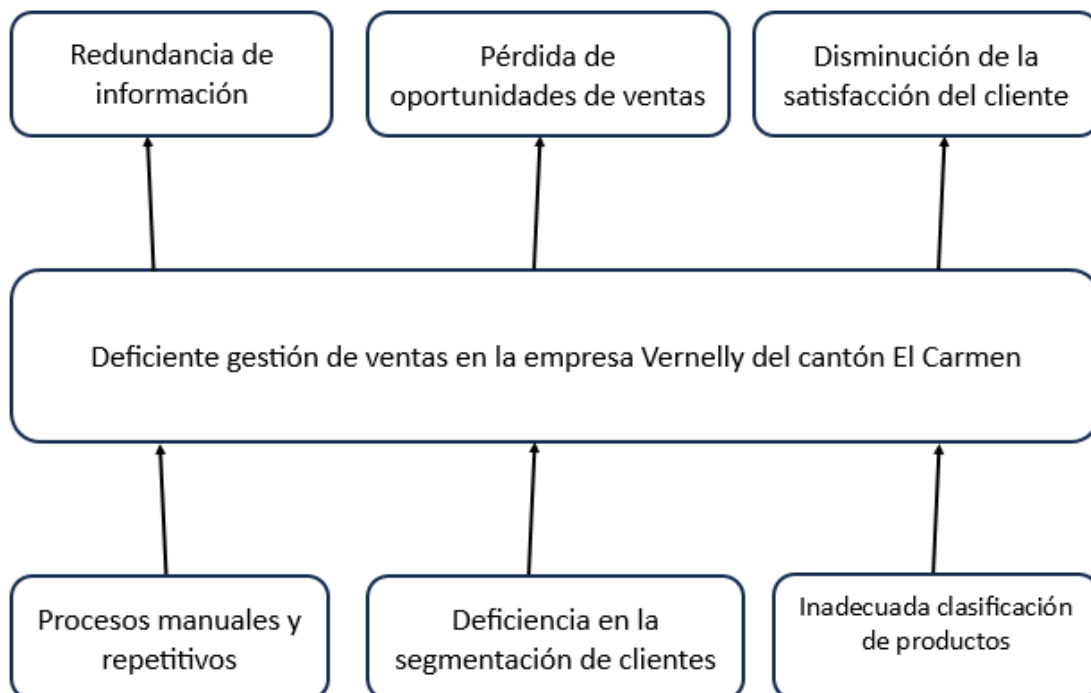 Redundancia de
información
Pérdida de
oportunidades de ventas
Disminución de la
satisfacción del cliente
Deficiente gestión de ventas en la empresa Vernelly del cantón El Carmen
Procesos manuales y
repetitivos
Deficiencia en la
segmentación de clientes
Inadecuada clasificación
de productos